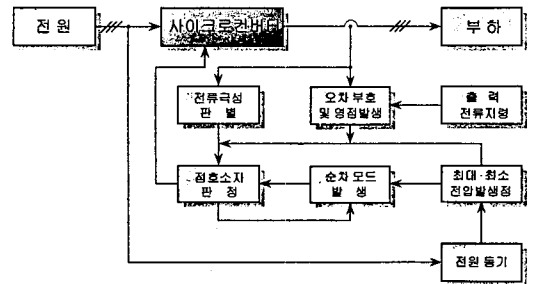 전 원
사이크로컨버터
부 하
전류극성
판 별
오차 부호
및 영점발생
출 력
전류지령
점호소자
판 정
순차 모드
발 생
최대·최소
전압발생점
전원 동기